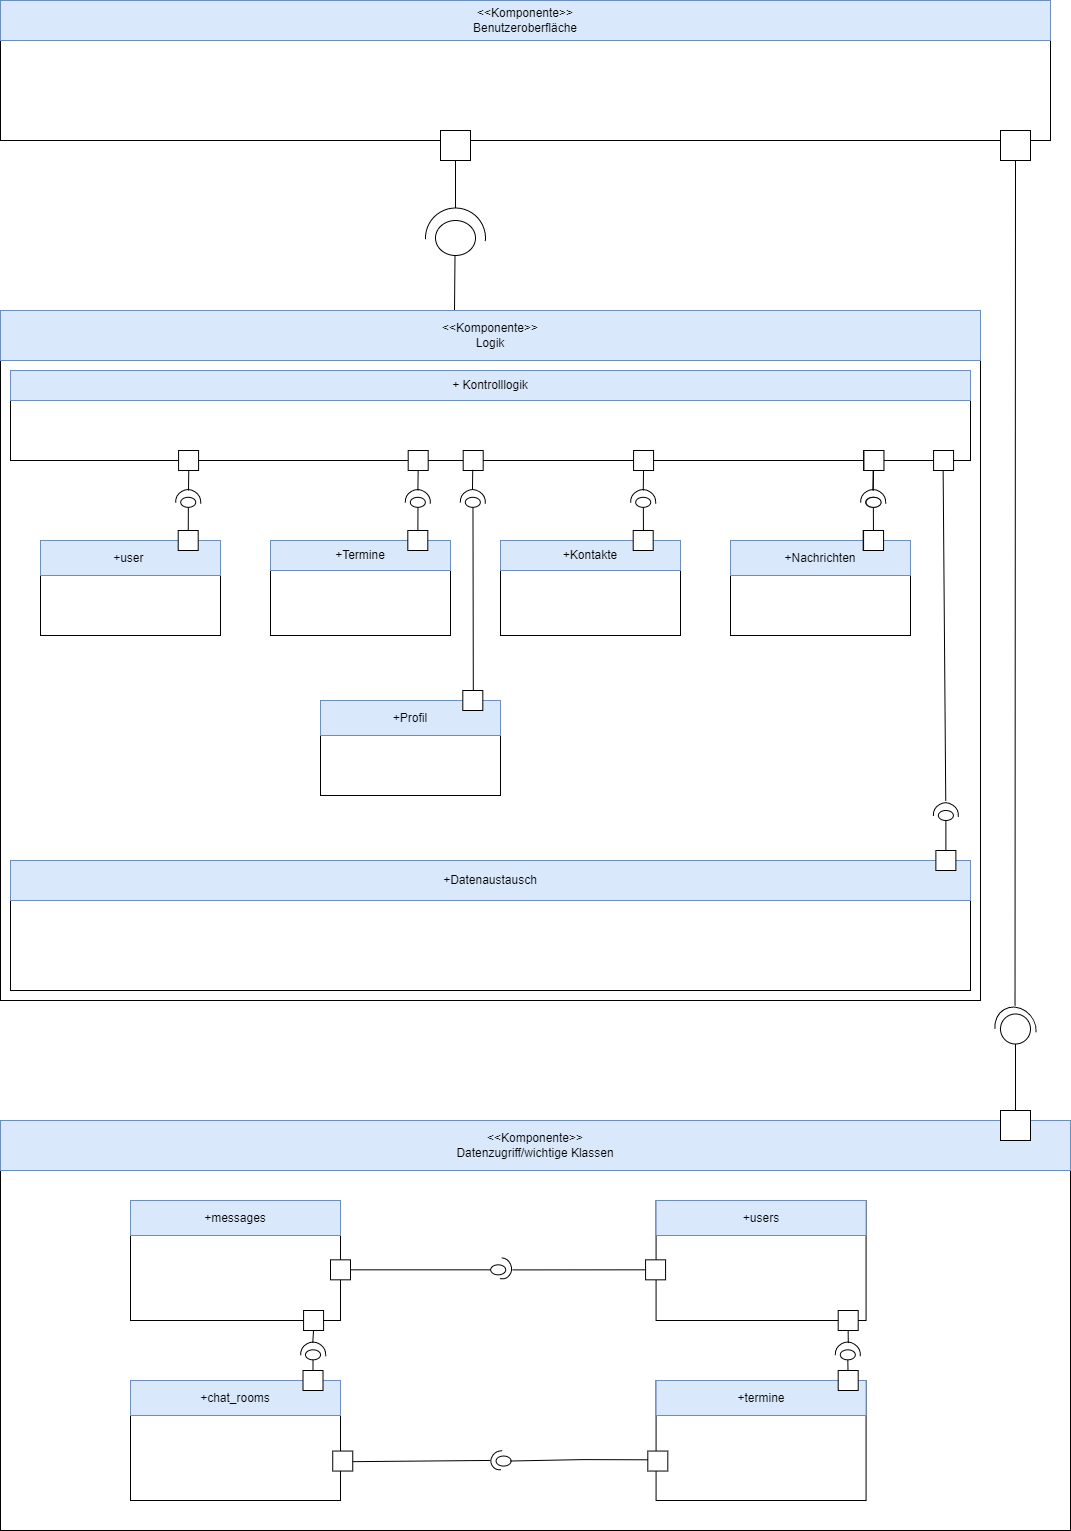 <<Komponente>>
Benutzeroberfläche
<<Komponente>>
Logik
+ Kontrolllogik
+user
+Termine
+Kontakte
+Nachrichten
+Profil
+Datenaustausch
<<Komponente>>
Datenzugriff/wichtige Klassen
+messages
+users
+chat_rooms
+termine